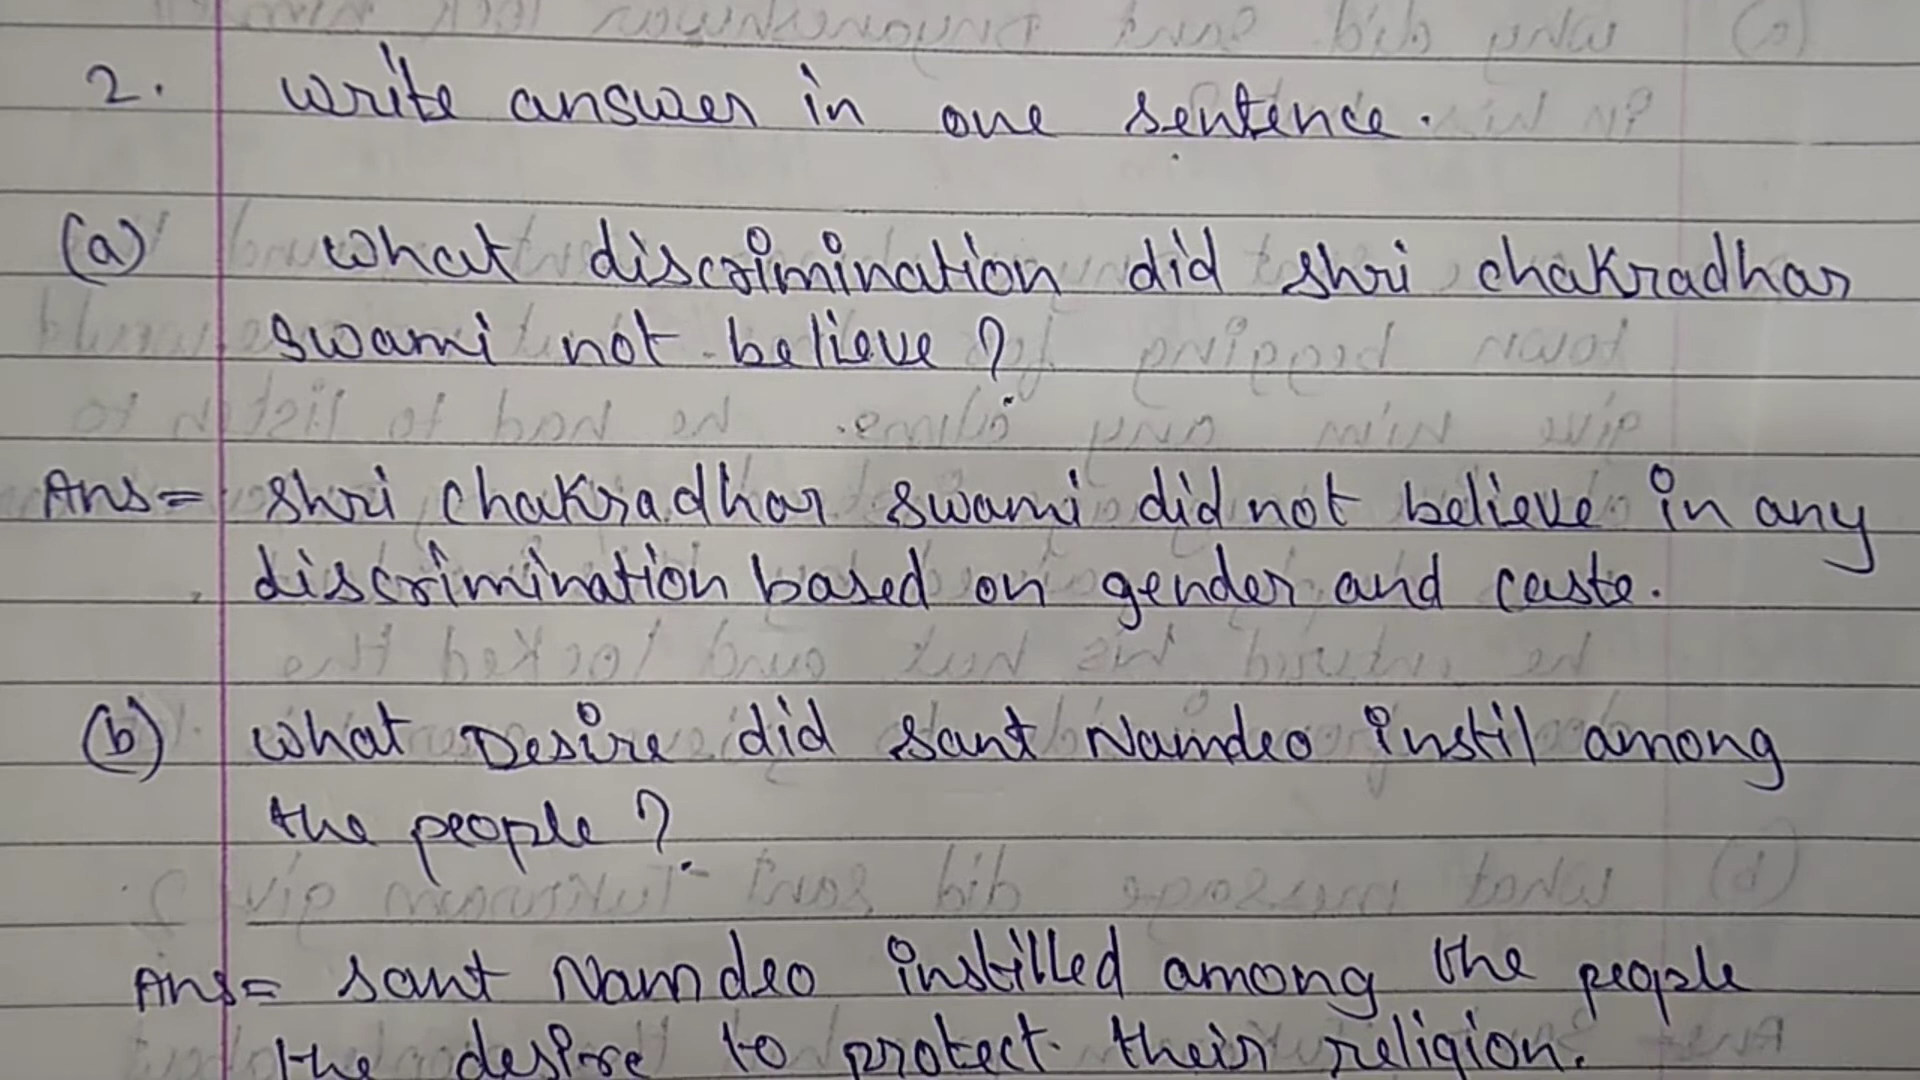 2. write answer in one sentence.
(a) what discrimination did shri chakradhar
swami not believe?
Ans= shri chakradhar swami did not believe in any
discrimination based on gender and caste.
(b) what Desire did sant Namdeo instil among
the people?
Ans= sant Namdeo instilled among the people
the desire to protect their religion.